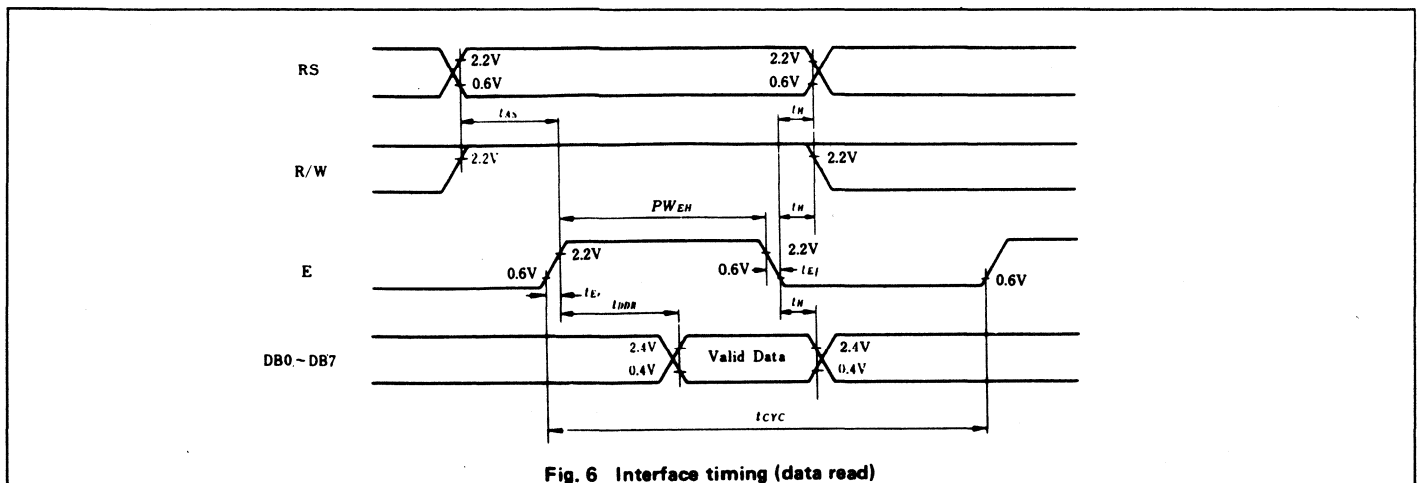 RS
2.2V
0.6V
2.2V
0.6V
tAS
tH
R/W
2.2V
2.2V
PWEH
tH
E
0.6V
2.2V
0.6V
2.2V
tEf
0.6V
tEr
tDDR
tH
DB0~DB7
2.4V
0.4V
Valid Data
2.4V
0.4V
tCYC
Fig. 6 Interface timing (data read)